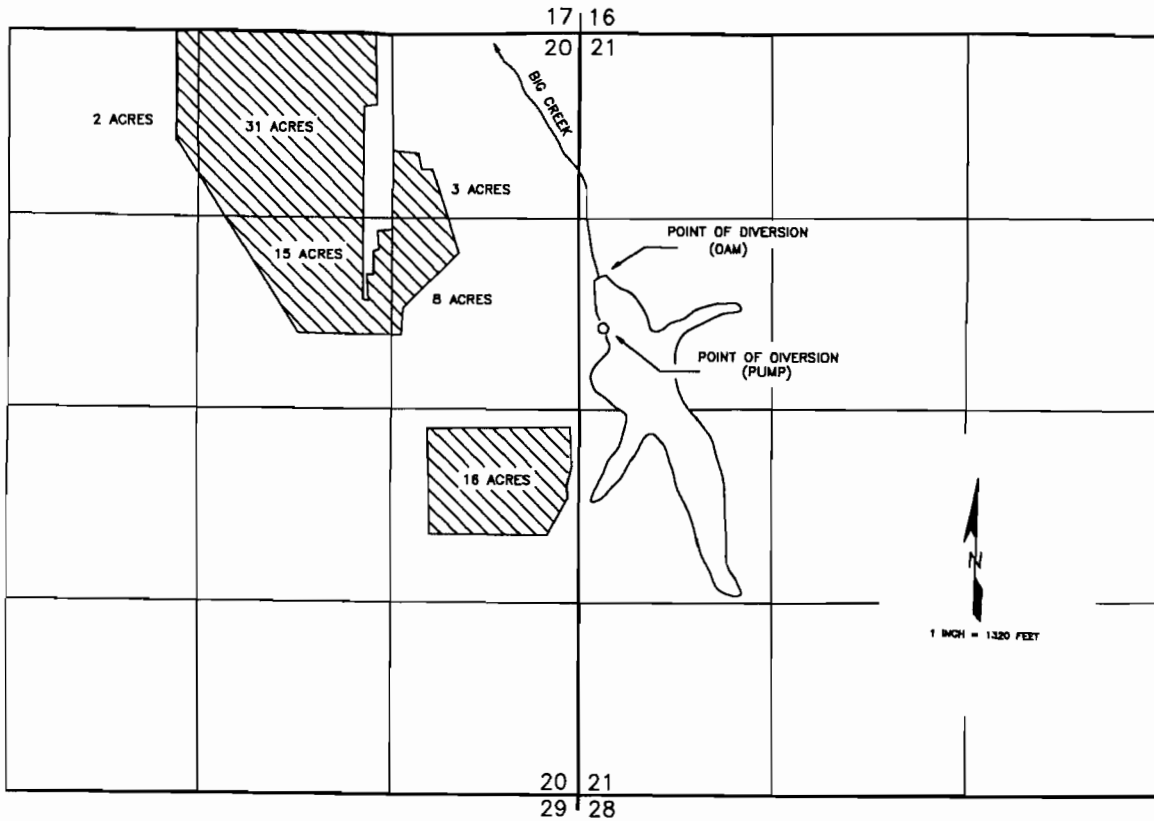 17 16
20 21
BIG CREEK
2 ACRES
31 ACRES
3 ACRES
15 ACRES
POINT OF DIVERSION
(DAM)
8 ACRES
POINT OF DIVERSION
(PUMP)
16 ACRES
N
1 INCH = 1320 FEET
20 21
29 28